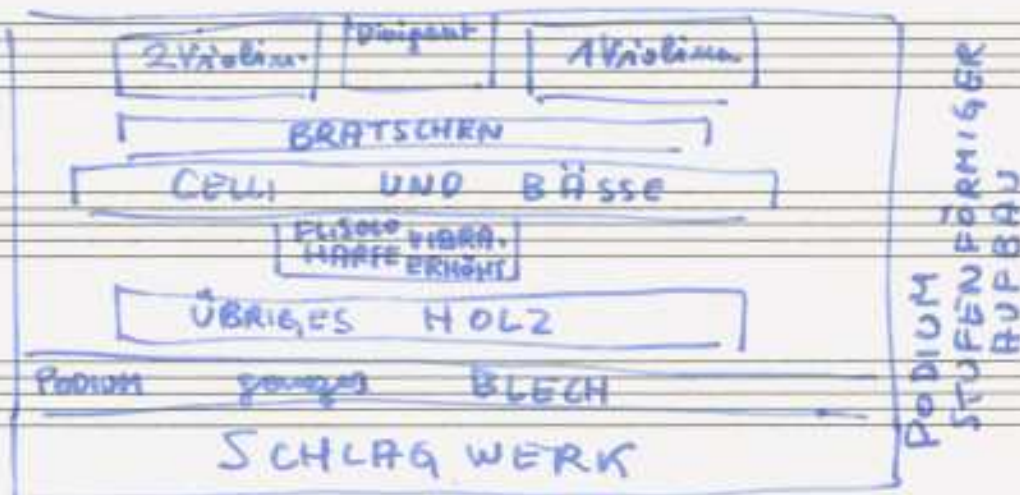 2 Violin. Dirigent 1 Violinen
BRATSCHEN
CELLI UND BÄSSE
FL.SOLO VIBRA.
HARFE ERHÖHT
ÜBRIGES HOLZ
PODIUM ganzes BLECH
SCHLAGWERK
PODIUM
STUFENFÖRMIGER
AUFBAU